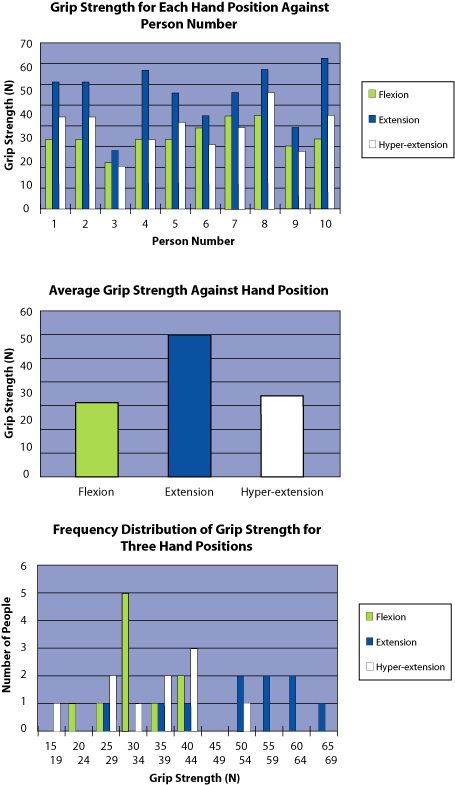 Grip Strength for Each Hand Position Against
Person Number
Grip Strength (N)
70
60
50
40
30
20
10
0
1 2 3 4 5 6 7 8 9 10
Person Number
Flexion
Extension
Hyper-extension
Average Grip Strength Against Hand Position
Grip Strength (N)
60
50
40
30
20
10
0
Flexion Extension Hyper-extension
Frequency Distribution of Grip Strength for
Three Hand Positions
Number of People
6
5
4
3
2
1
0
15 20 25 30 35 40 45 50 55 60 65
19 24 29 34 39 44 49 54 59 64 69
Grip Strength (N)
Flexion
Extension
Hyper-extension